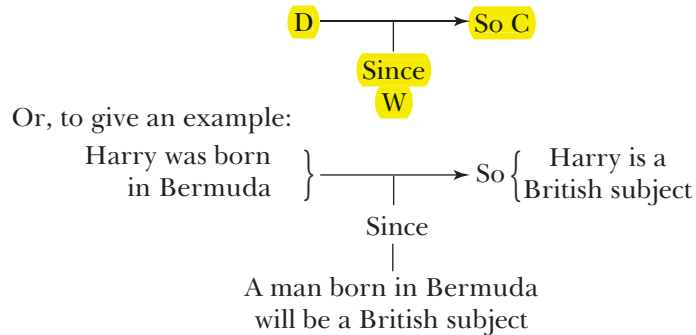 D So C
Since
W
Or, to give an example:
Harry was born
in Bermuda
So
Harry is a
British subject
Since
A man born in Bermuda
will be a British subject